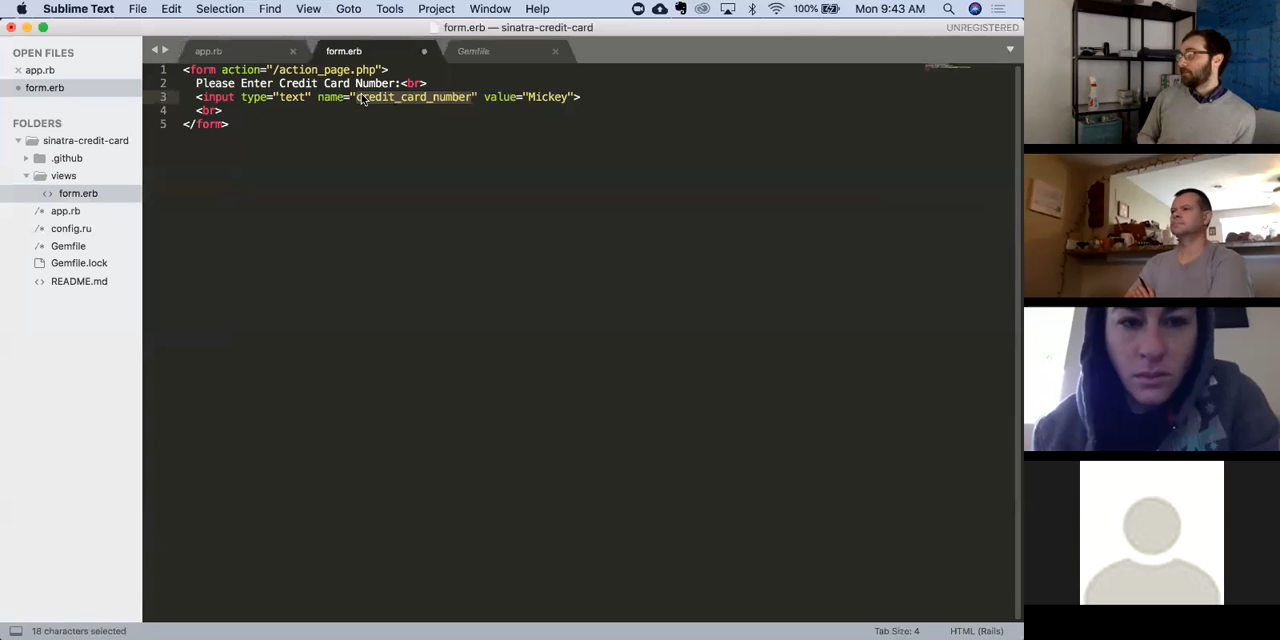 Sublime Text File Edit Selection Find View Goto Tools Project Window Help 100% Mon 9:43 AM
form.erb — sinatra-credit-card UNREGISTERED
OPEN FILES
app.rb
form.erb
FOLDERS
sinatra-credit-card
.github
views
form.erb
app.rb
config.ru
Gemfile
Gemfile.lock
README.md
app.rb form.erb Gemfile
1 <form action="/action_page.php">
2 Please Enter Credit Card Number:<br>
3 <input type="text" name="credit_card_number" value="Mickey">
4 <br>
5 </form>
18 characters selected Tab Size: 4 HTML (Rails)